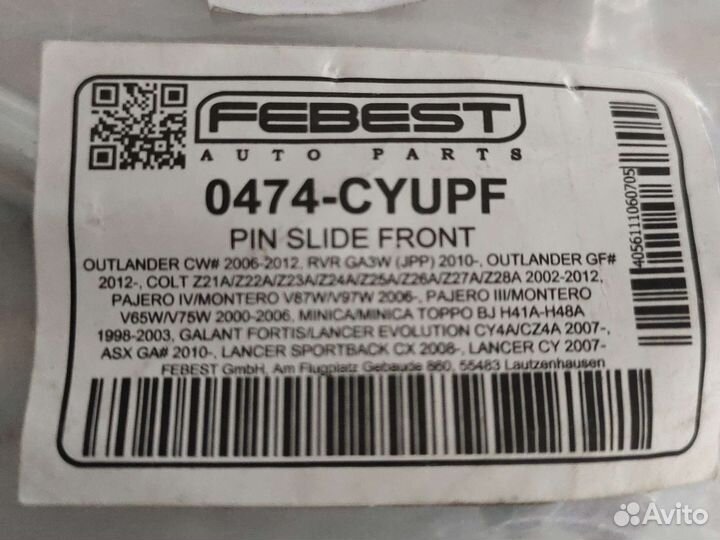 FEBEST
AUTO PARTS
0474-CYUPF
PIN SLIDE FRONT
OUTLANDER CW# 2006-2012, RVR GA3W (JPP) 2010-, OUTLANDER GF#
2012-, COLT Z21A/Z22A/Z23A/Z24A/Z25A/Z26A/Z27A/Z28A 2002-2012,
PAJERO IV/MONTERO V87W/V97W 2006-, PAJERO III/MONTERO
V65W/V75W 2000-2006, MINICA/MINICA TOPPO BJ H41A-H48A
1998-2003, GALANT FORTIS/LANCER EVOLUTION CY4A/CZ4A 2007-,
ASX GA# 2010-, LANCER SPORTBACK CX 2008-, LANCER CY 2007-
FEBEST GmbH, Am Flugplatz Gebaude 860, 55483 Lautzenhausen
4056111060705
Avito